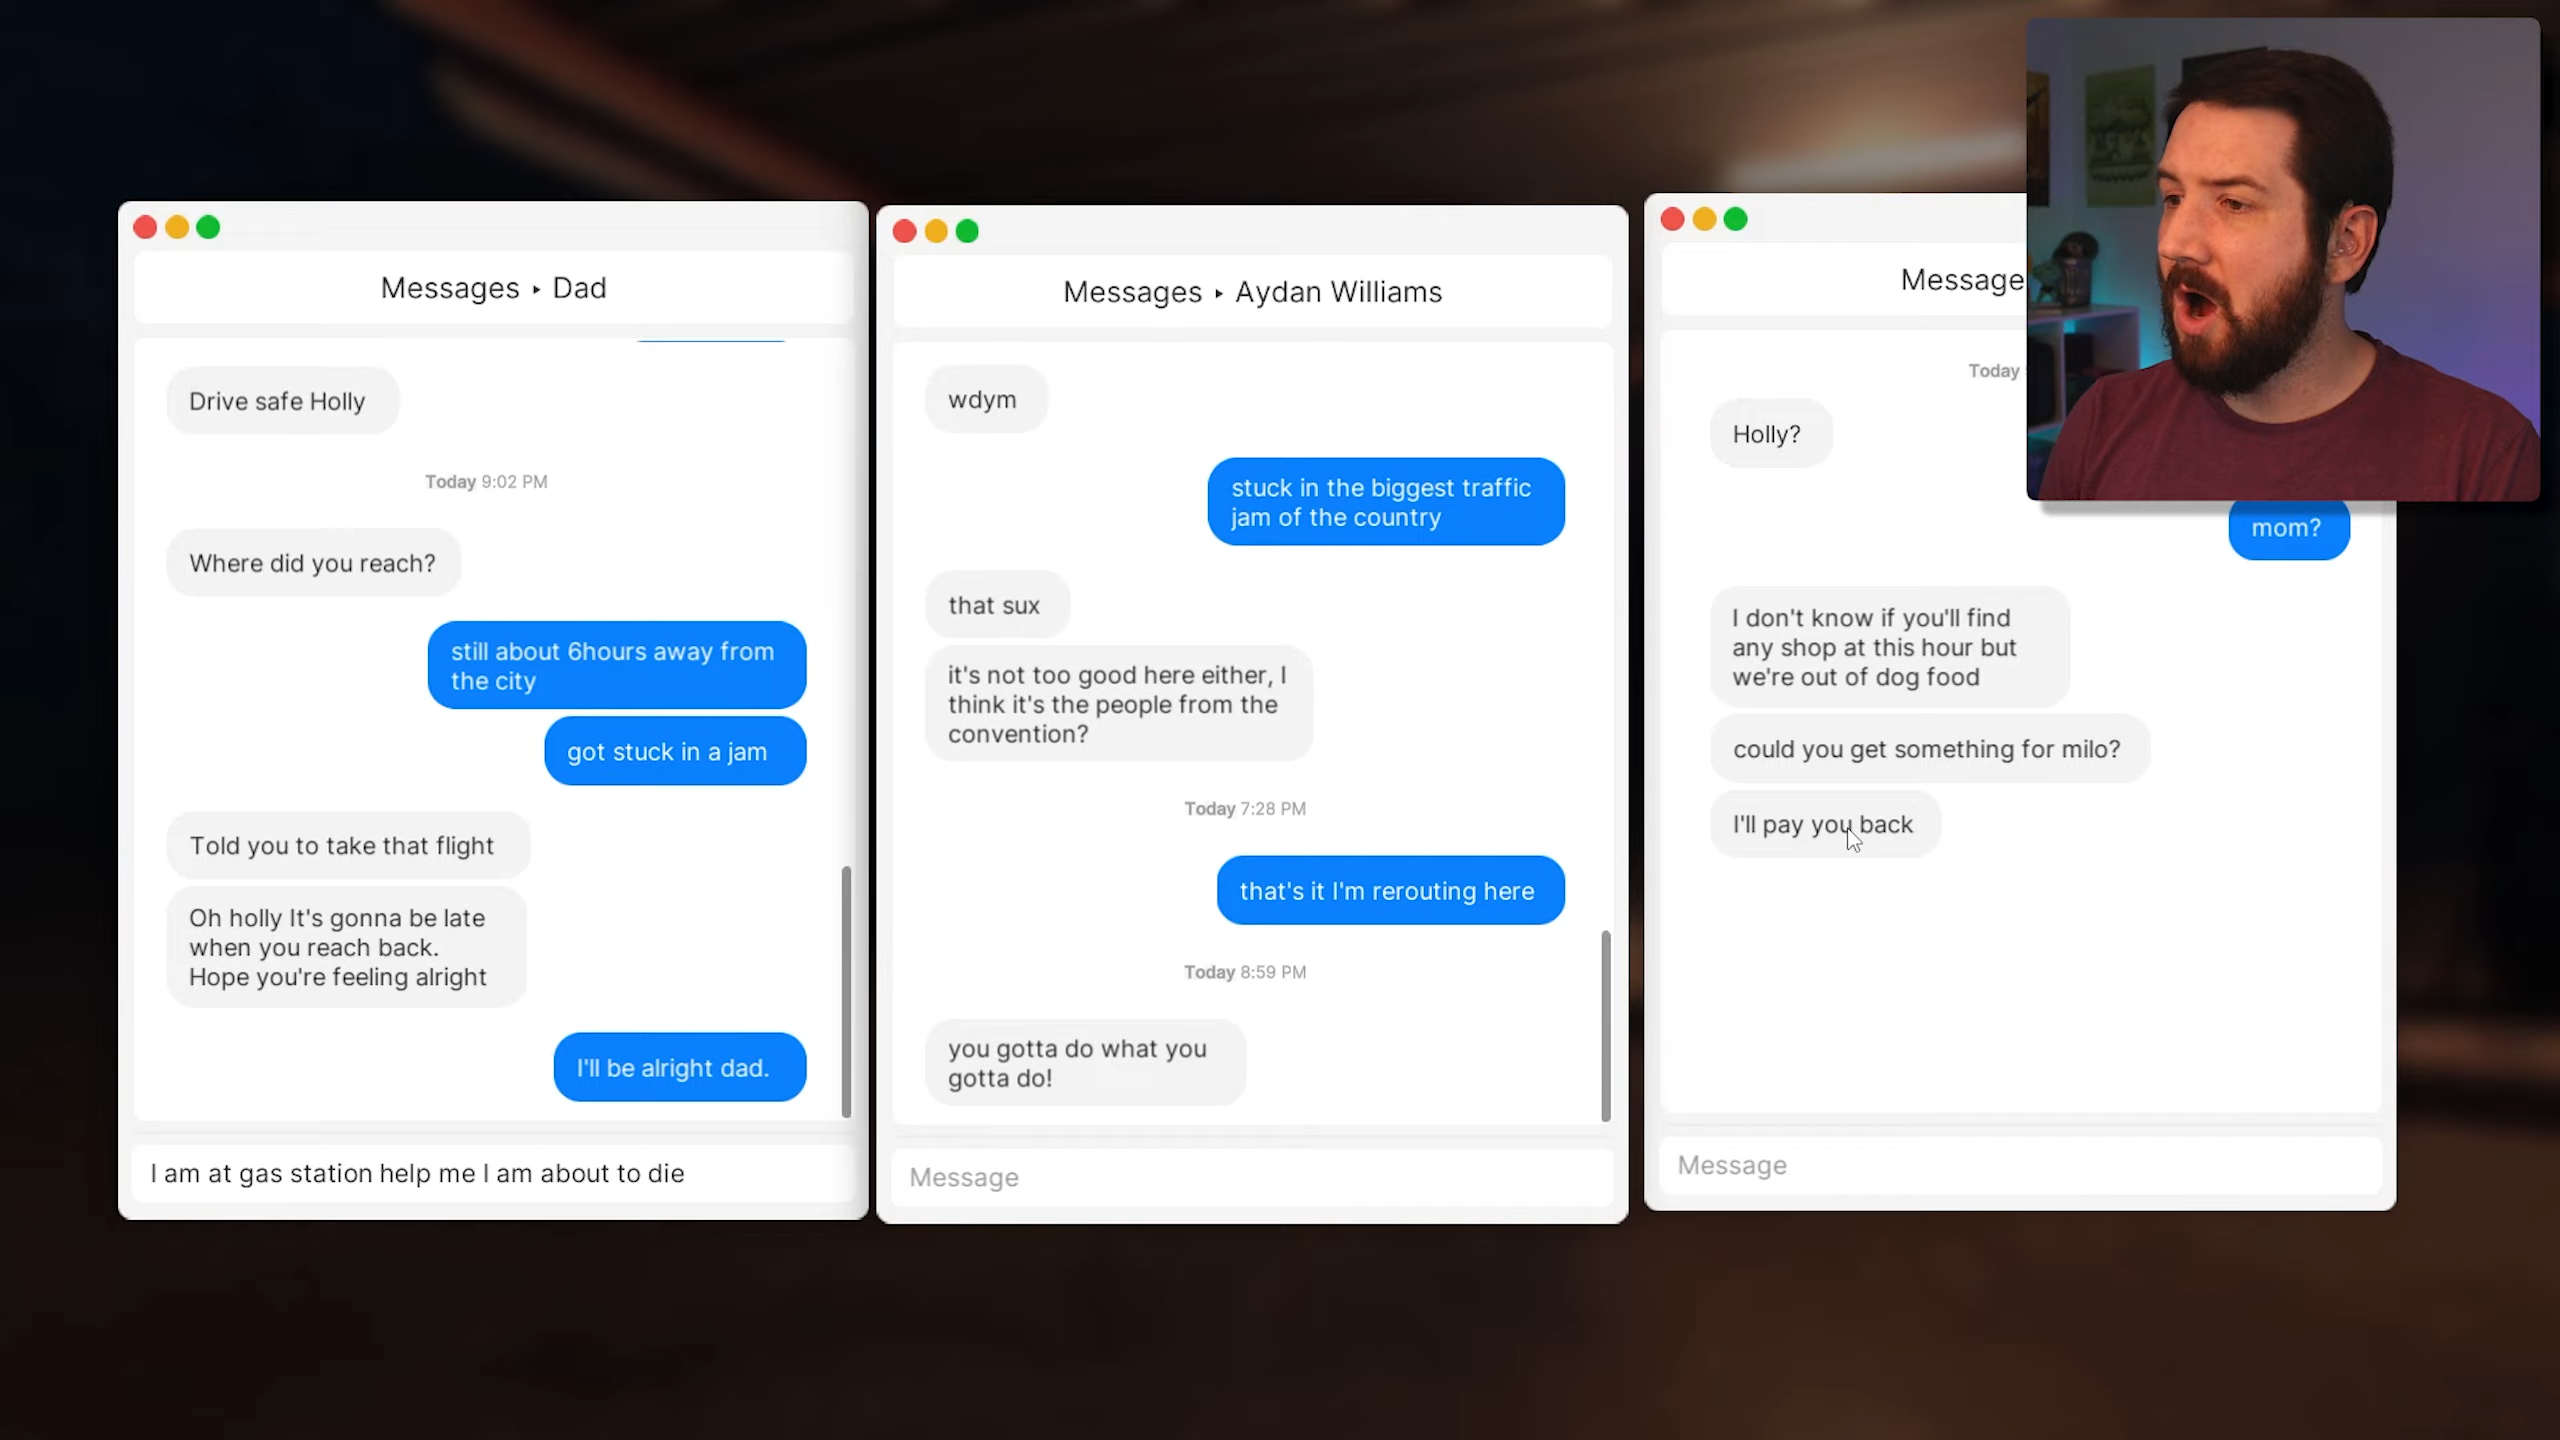 Messages ▸ Dad
Drive safe Holly
Today 9:02 PM
Where did you reach?
still about 6hours away from
the city
got stuck in a jam
Told you to take that flight
Oh holly It's gonna be late
when you reach back.
Hope you're feeling alright
I'll be alright dad.
I am at gas station help me I am about to die
Messages ▸ Aydan Williams
wdym
stuck in the biggest traffic
jam of the country
that sux
it's not too good here either, I
think it's the people from the
convention?
Today 7:28 PM
that's it I'm rerouting here
Today 8:59 PM
you gotta do what you
gotta do!
Message
Message
Today
Holly?
mom?
I don't know if you'll find
any shop at this hour but
we're out of dog food
could you get something for milo?
I'll pay you back
Message